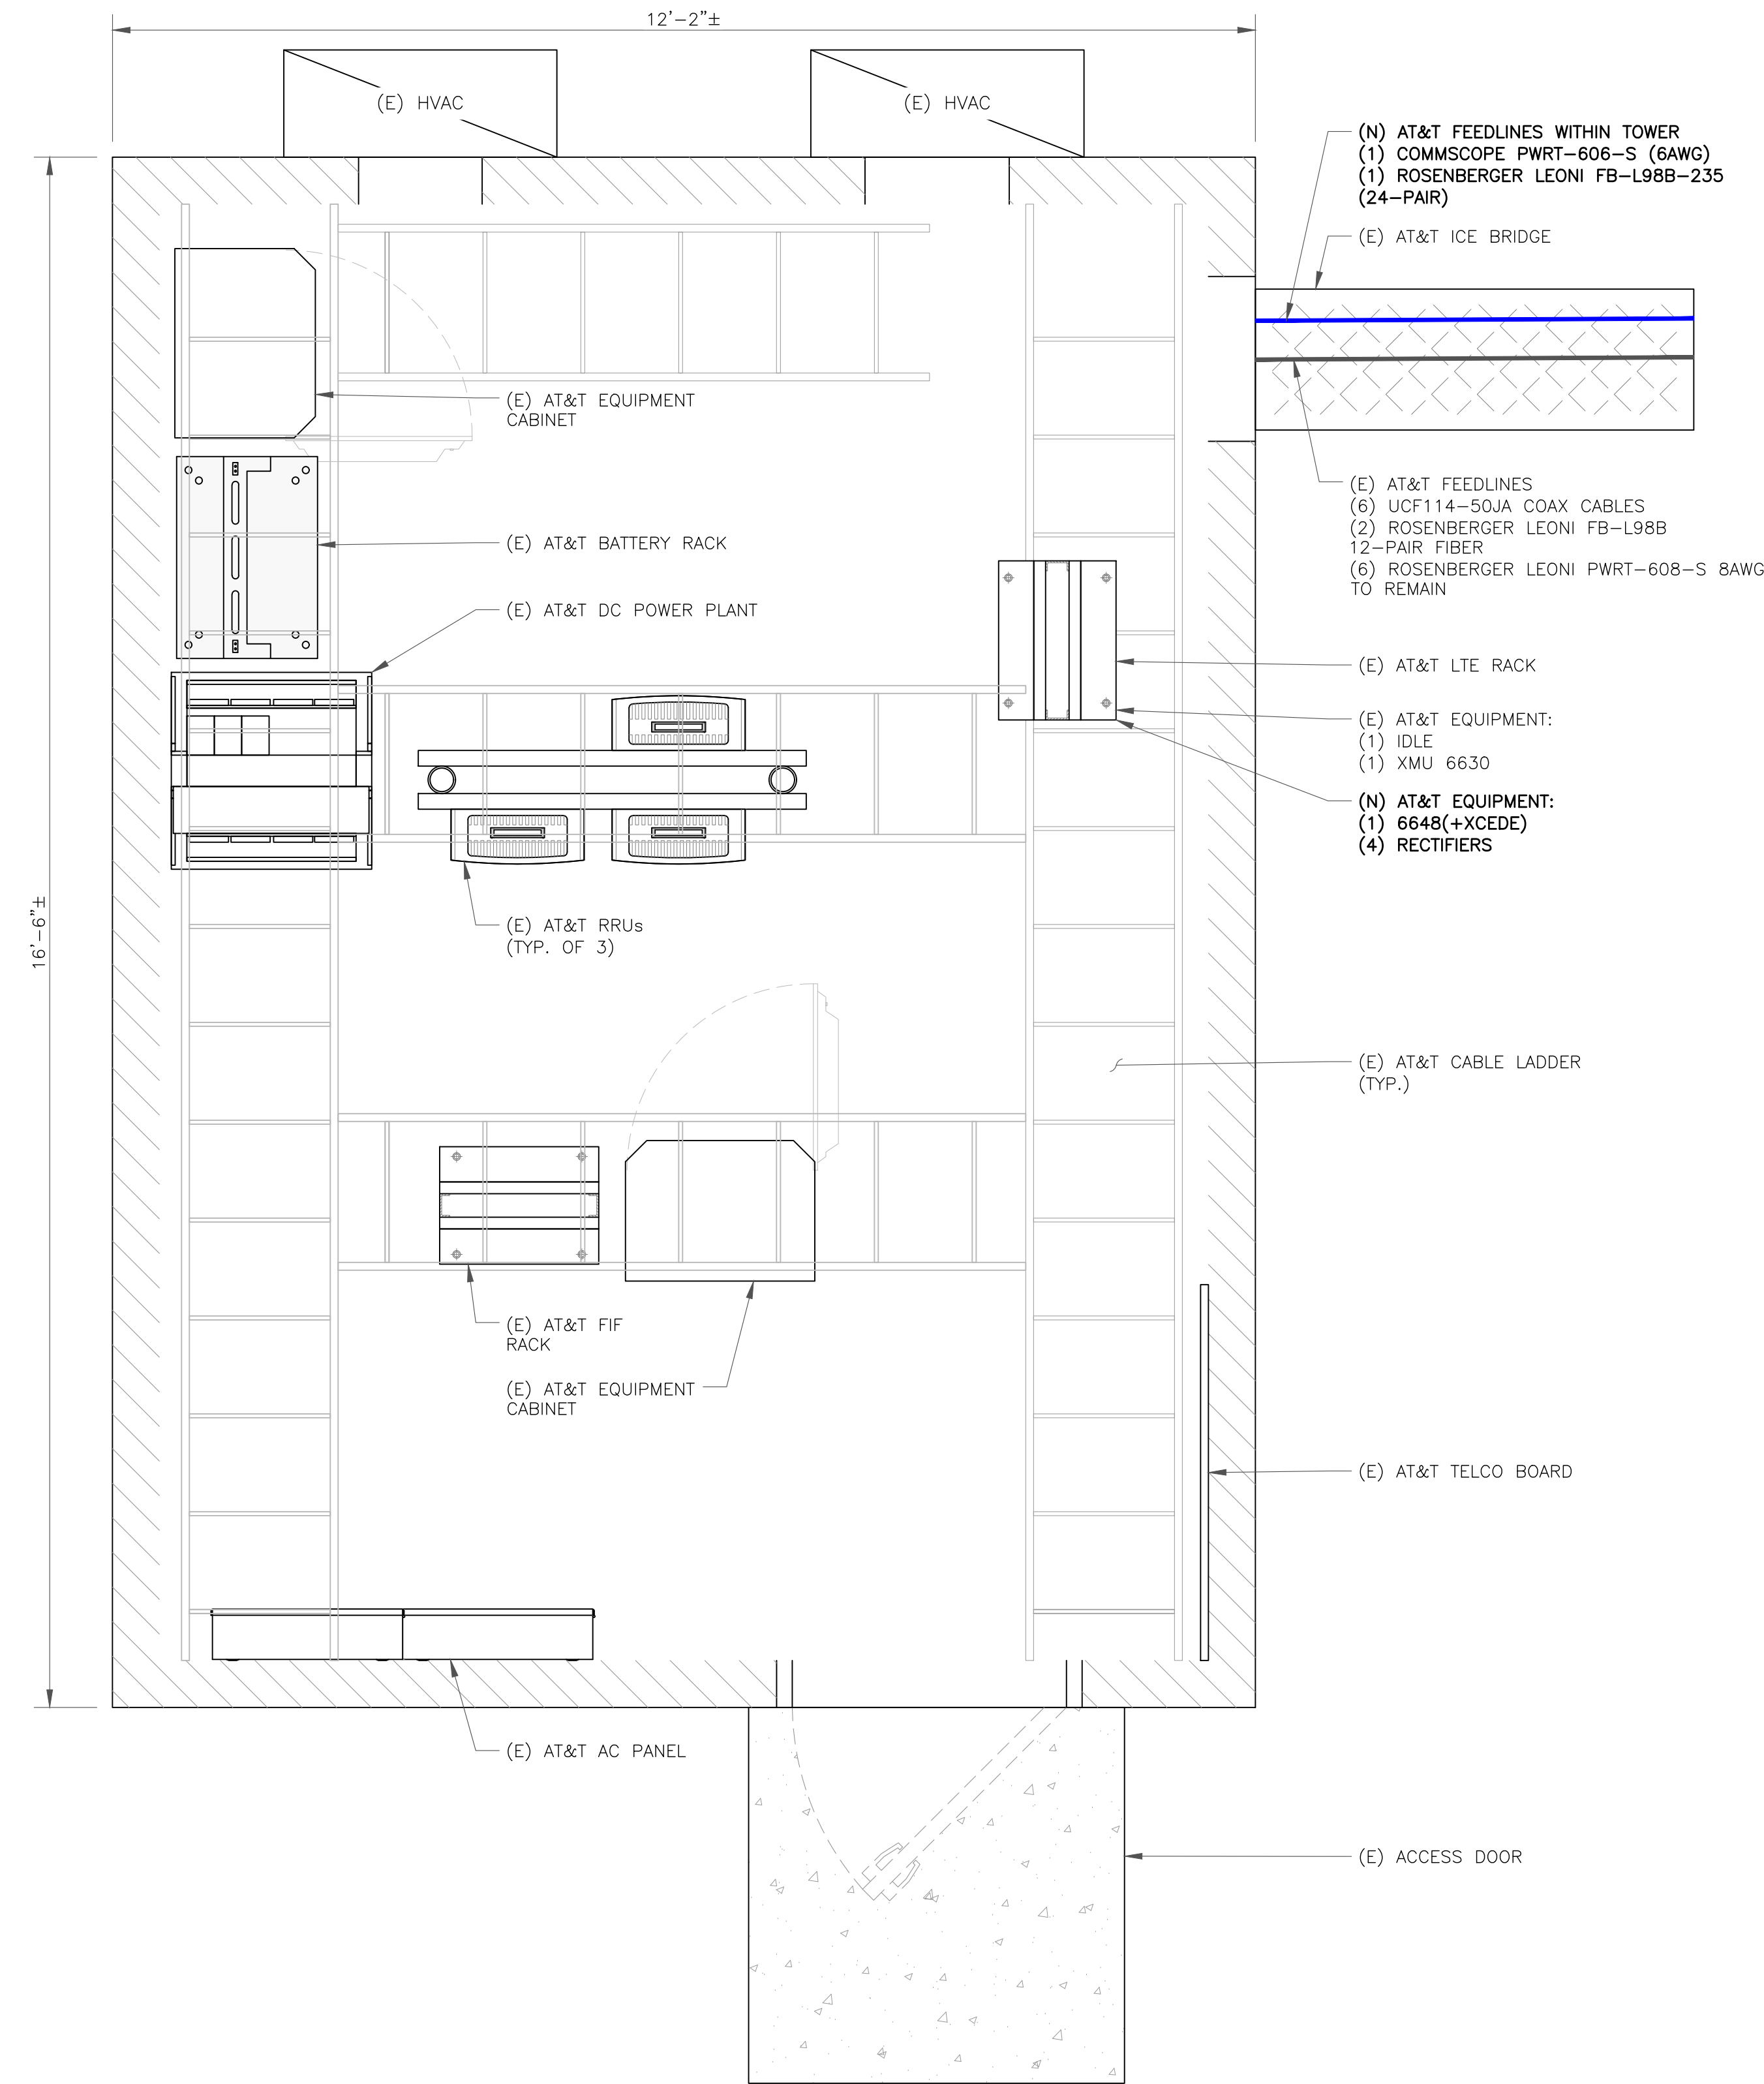 12'-2"±
(E) HVAC
(E) HVAC
(N) AT&T FEEDLINES WITHIN TOWER
(1) COMMSCOPE PWRT-606-S (6AWG)
(1) ROSENBERGER LEONI FB-L98B-235
(24-PAIR)
(E) AT&T ICE BRIDGE
(E) AT&T EQUIPMENT
CABINET
(E) AT&T FEEDLINES
(6) UCF114-50JA COAX CABLES
(2) ROSENBERGER LEONI FB-L98B
12-PAIR FIBER
(6) ROSENBERGER LEONI PWRT-608-S 8AWG
TO REMAIN
(E) AT&T BATTERY RACK
(E) AT&T DC POWER PLANT
(E) AT&T LTE RACK
(E) AT&T EQUIPMENT:
(1) IDLE
(1) XMU 6630
(N) AT&T EQUIPMENT:
(1) 6648(+XCEDE)
(4) RECTIFIERS
16'-6"±
(E) AT&T RRUs
(TYP. OF 3)
(E) AT&T CABLE LADDER
(TYP.)
(E) AT&T FIF
RACK
(E) AT&T EQUIPMENT
CABINET
(E) AT&T TELCO BOARD
(E) AT&T AC PANEL
(E) ACCESS DOOR